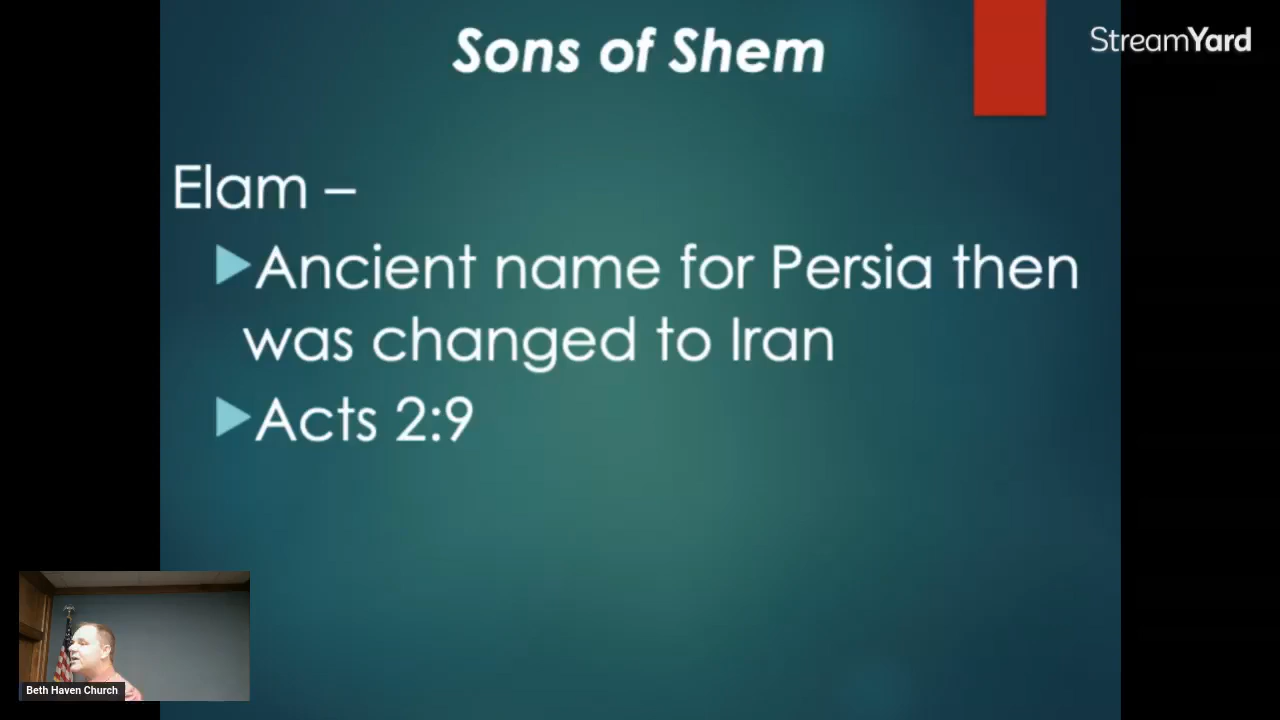 Sons of Shem
StreamYard
Elam –
Ancient name for Persia then
was changed to Iran
Acts 2:9
Beth Haven Church